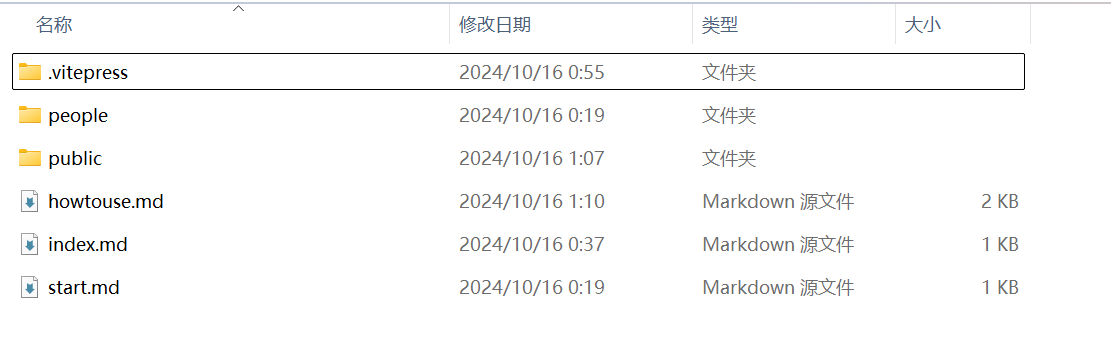 名称 修改日期 类型 大小
.vitepress 2024/10/16 0:55 文件夹
people 2024/10/16 0:19 文件夹
public 2024/10/16 1:07 文件夹
howtouse.md 2024/10/16 1:10 Markdown 源文件 2 KB
index.md 2024/10/16 0:37 Markdown 源文件 1 KB
start.md 2024/10/16 0:19 Markdown 源文件 1 KB